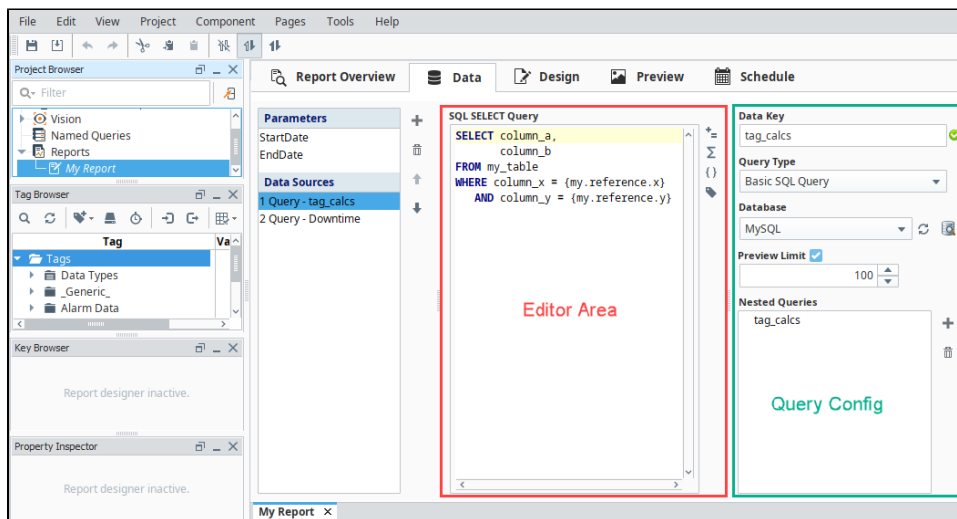 File Edit View Project Component Pages Tools Help
Project Browser
Filter
Vision
Named Queries
Reports
My Report
Tag Browser
Tag Va
Tags
Data Types
_Generic_
Alarm Data
Key Browser
Report designer inactive.
Property Inspector
Report designer inactive.
Report Overview Data Design Preview Schedule
Parameters
StartDate
EndDate
Data Sources
1 Query - tag_calcs
2 Query - Downtime
SQL SELECT Query
SELECT column_a,
column_b
FROM my_table
WHERE column_x = {my.reference.x}
AND column_y = {my.reference.y}
Editor Area
Data Key
tag_calcs
Query Type
Basic SQL Query
Database
MySQL
Preview Limit
100
Nested Queries
tag_calcs
Query Config
My Report